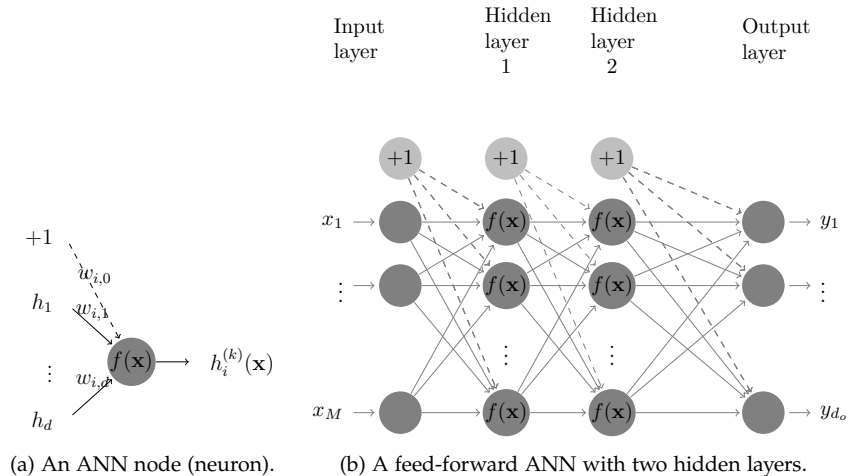 Input layer
Hidden layer 1
Hidden layer 2
Output layer
+1 +1 +1
x_1 f(x) f(x) y_1
⋮ f(x) f(x) ⋮
⋮ ⋮
x_M f(x) f(x) y_{d_o}
+1
w_{i,0}
h_1 w_{i,1}
f(x) h_i^{(k)}(x)
⋮ w_{i,d}
h_d
(a) An ANN node (neuron).
(b) A feed-forward ANN with two hidden layers.